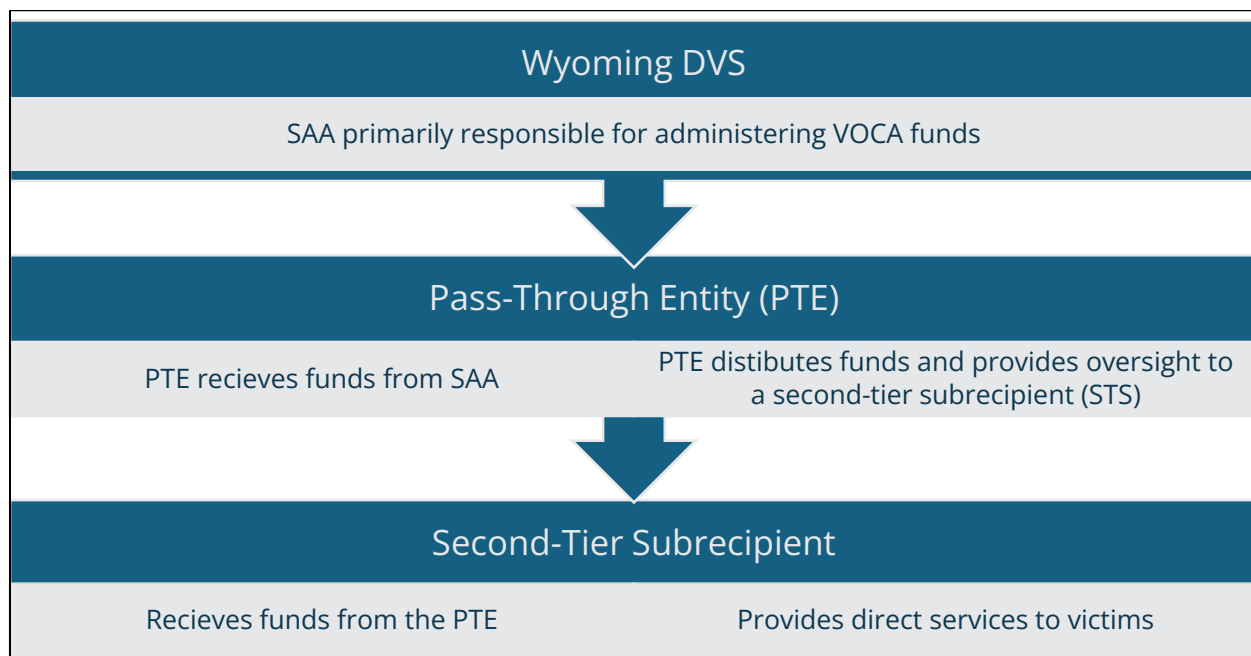 Wyoming DVS
SAA primarily responsible for administering VOCA funds
Pass-Through Entity (PTE)
PTE recieves funds from SAA
PTE distibutes funds and provides oversight to
a second-tier subrecipient (STS)
Second-Tier Subrecipient
Recieves funds from the PTE
Provides direct services to victims